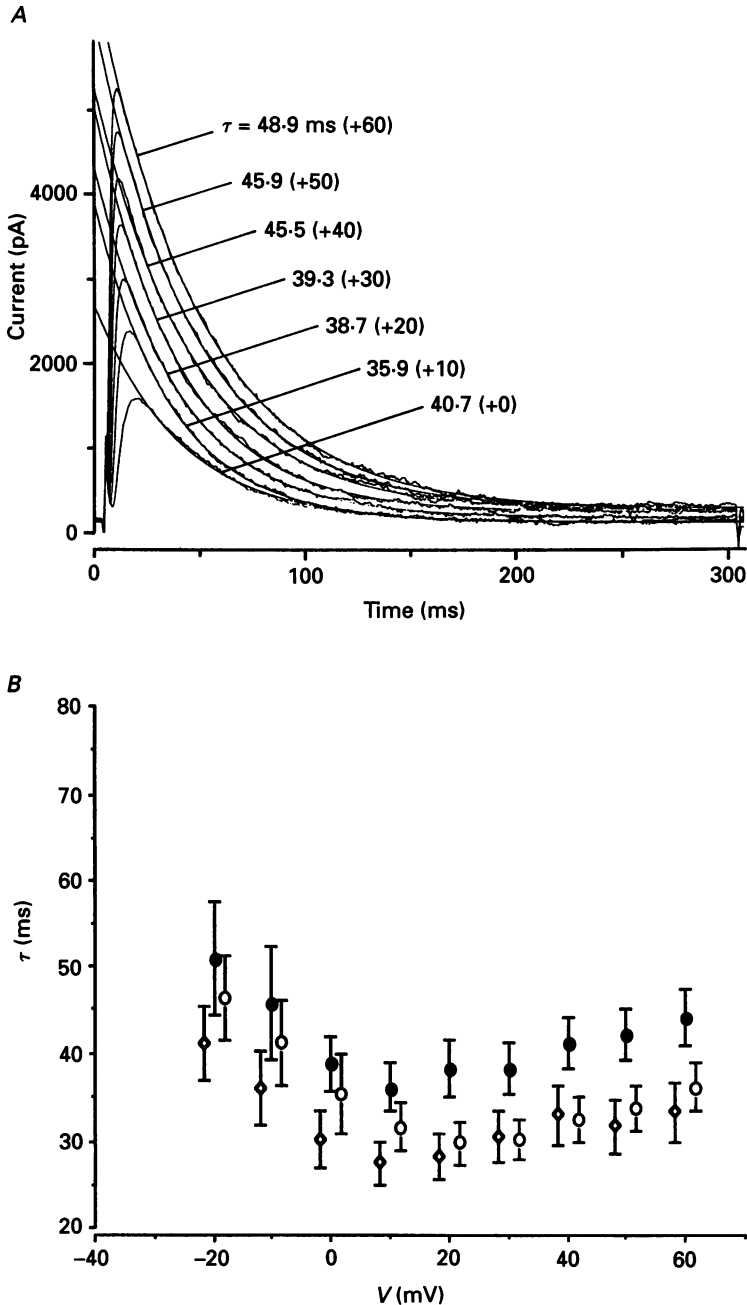 A
τ = 48·9 ms (+60)
45·9 (+50)
45·5 (+40)
39·3 (+30)
38·7 (+20)
35·9 (+10)
40·7 (+0)
Current (pA)
4000
2000
0
0 100 200 300
Time (ms)
B
80
70
60
50
40
30
20
τ (ms)
−40 −20 0 20 40 60
V (mV)